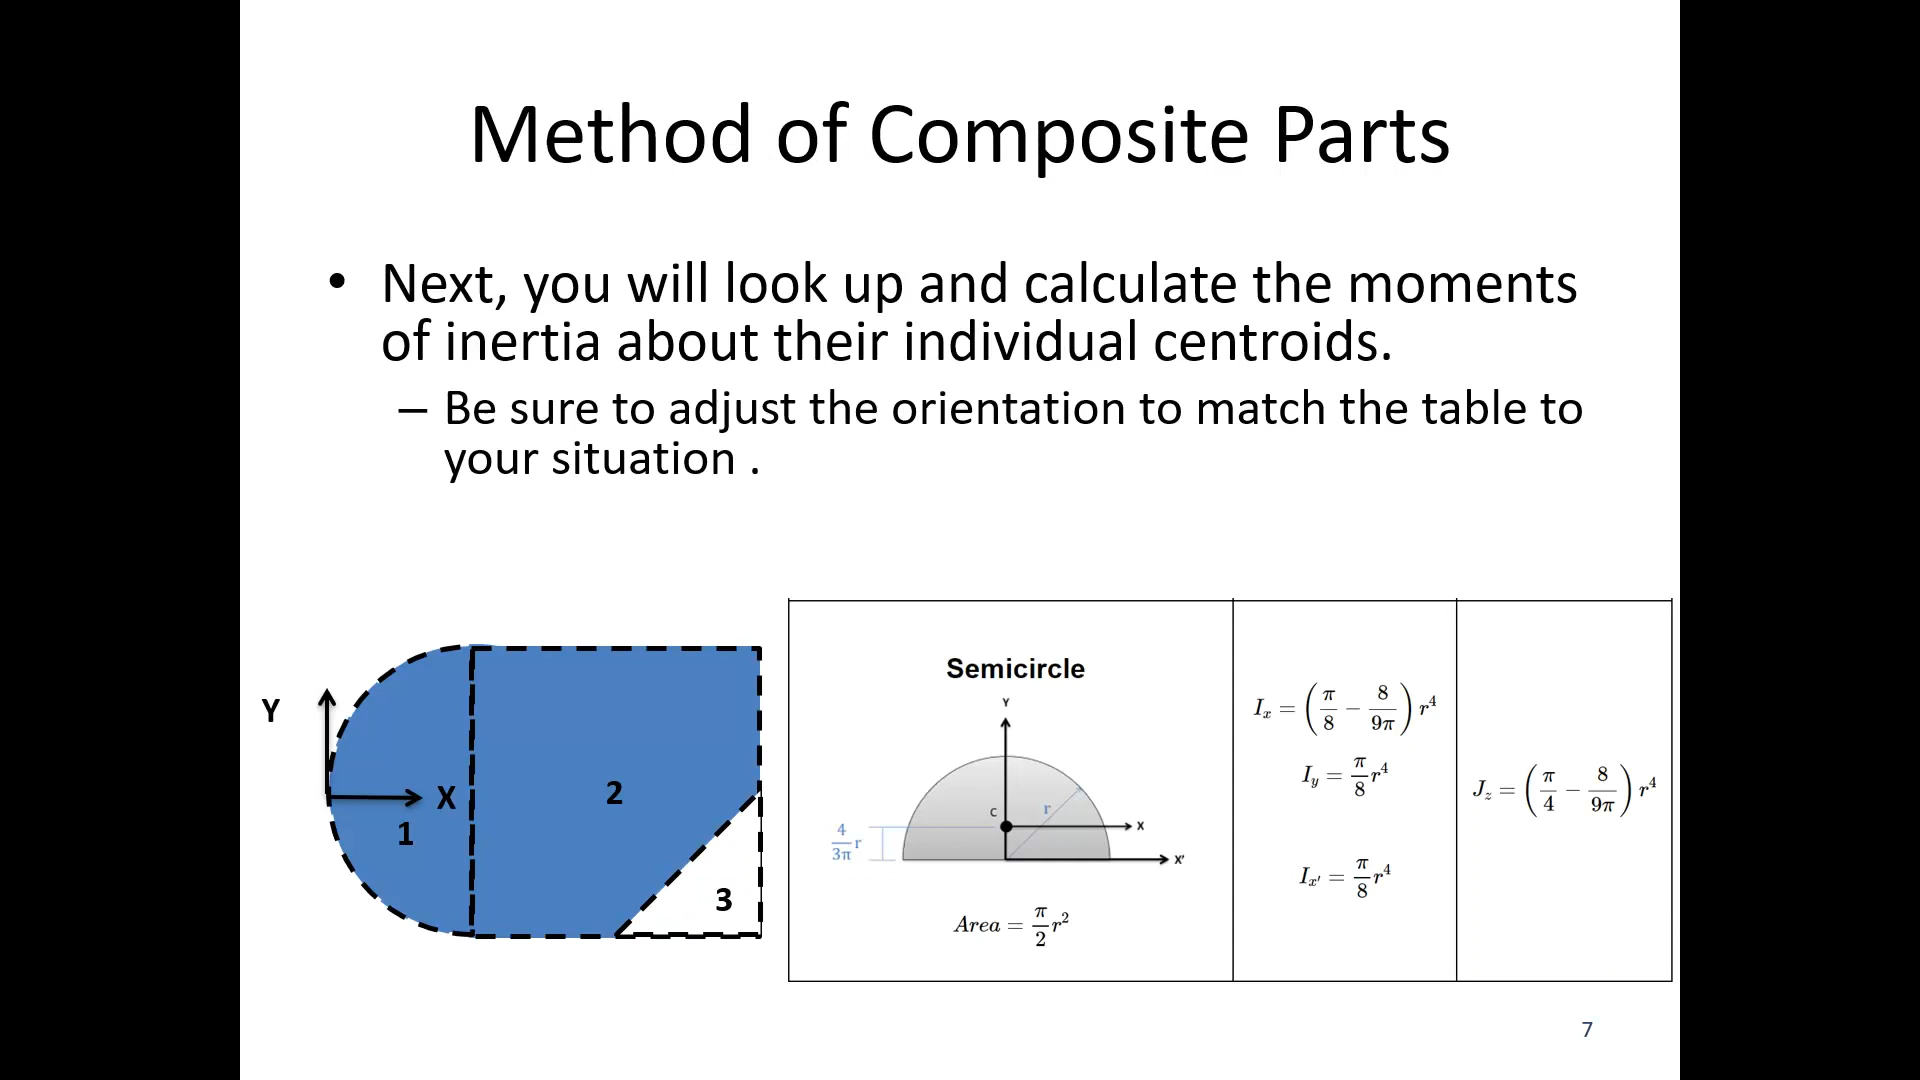 Method of Composite Parts
• Next, you will look up and calculate the moments
of inertia about their individual centroids.
– Be sure to adjust the orientation to match the table to
your situation .
Y
X
1
2
3
Semicircle
Y
C
r
X
X'
4/3π r
Area = π/2 r²
Iₓ = (π/8 − 8/9π) r⁴
I_y = π/8 r⁴
Iₓ′ = π/8 r⁴
J_z = (π/4 − 8/9π) r⁴
7